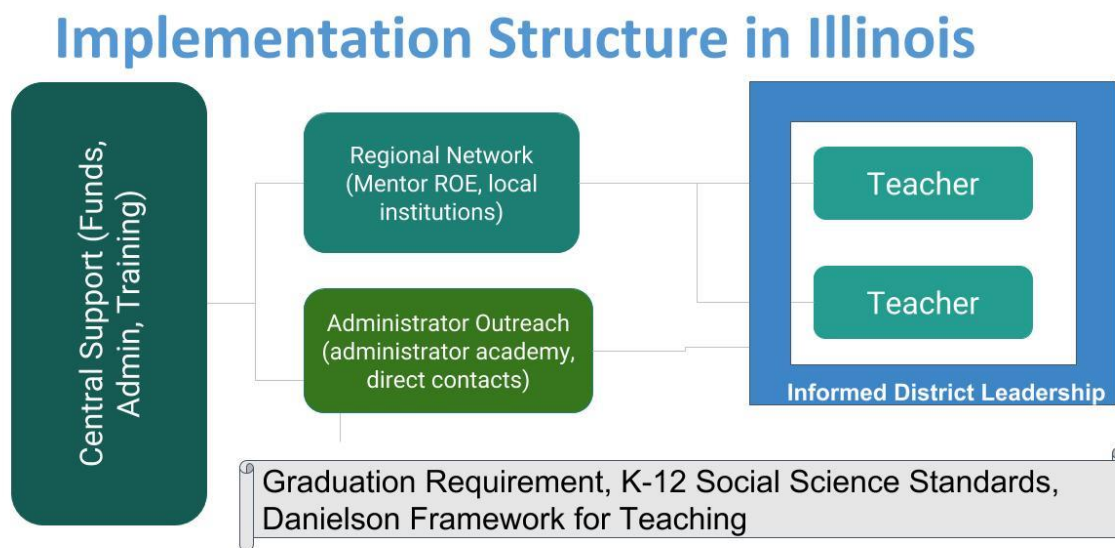 Implementation Structure in Illinois
Central Support (Funds,
Admin, Training)
Regional Network
(Mentor ROE, local
institutions)
Administrator Outreach
(administrator academy,
direct contacts)
Teacher
Teacher
Informed District Leadership
Graduation Requirement, K-12 Social Science Standards,
Danielson Framework for Teaching